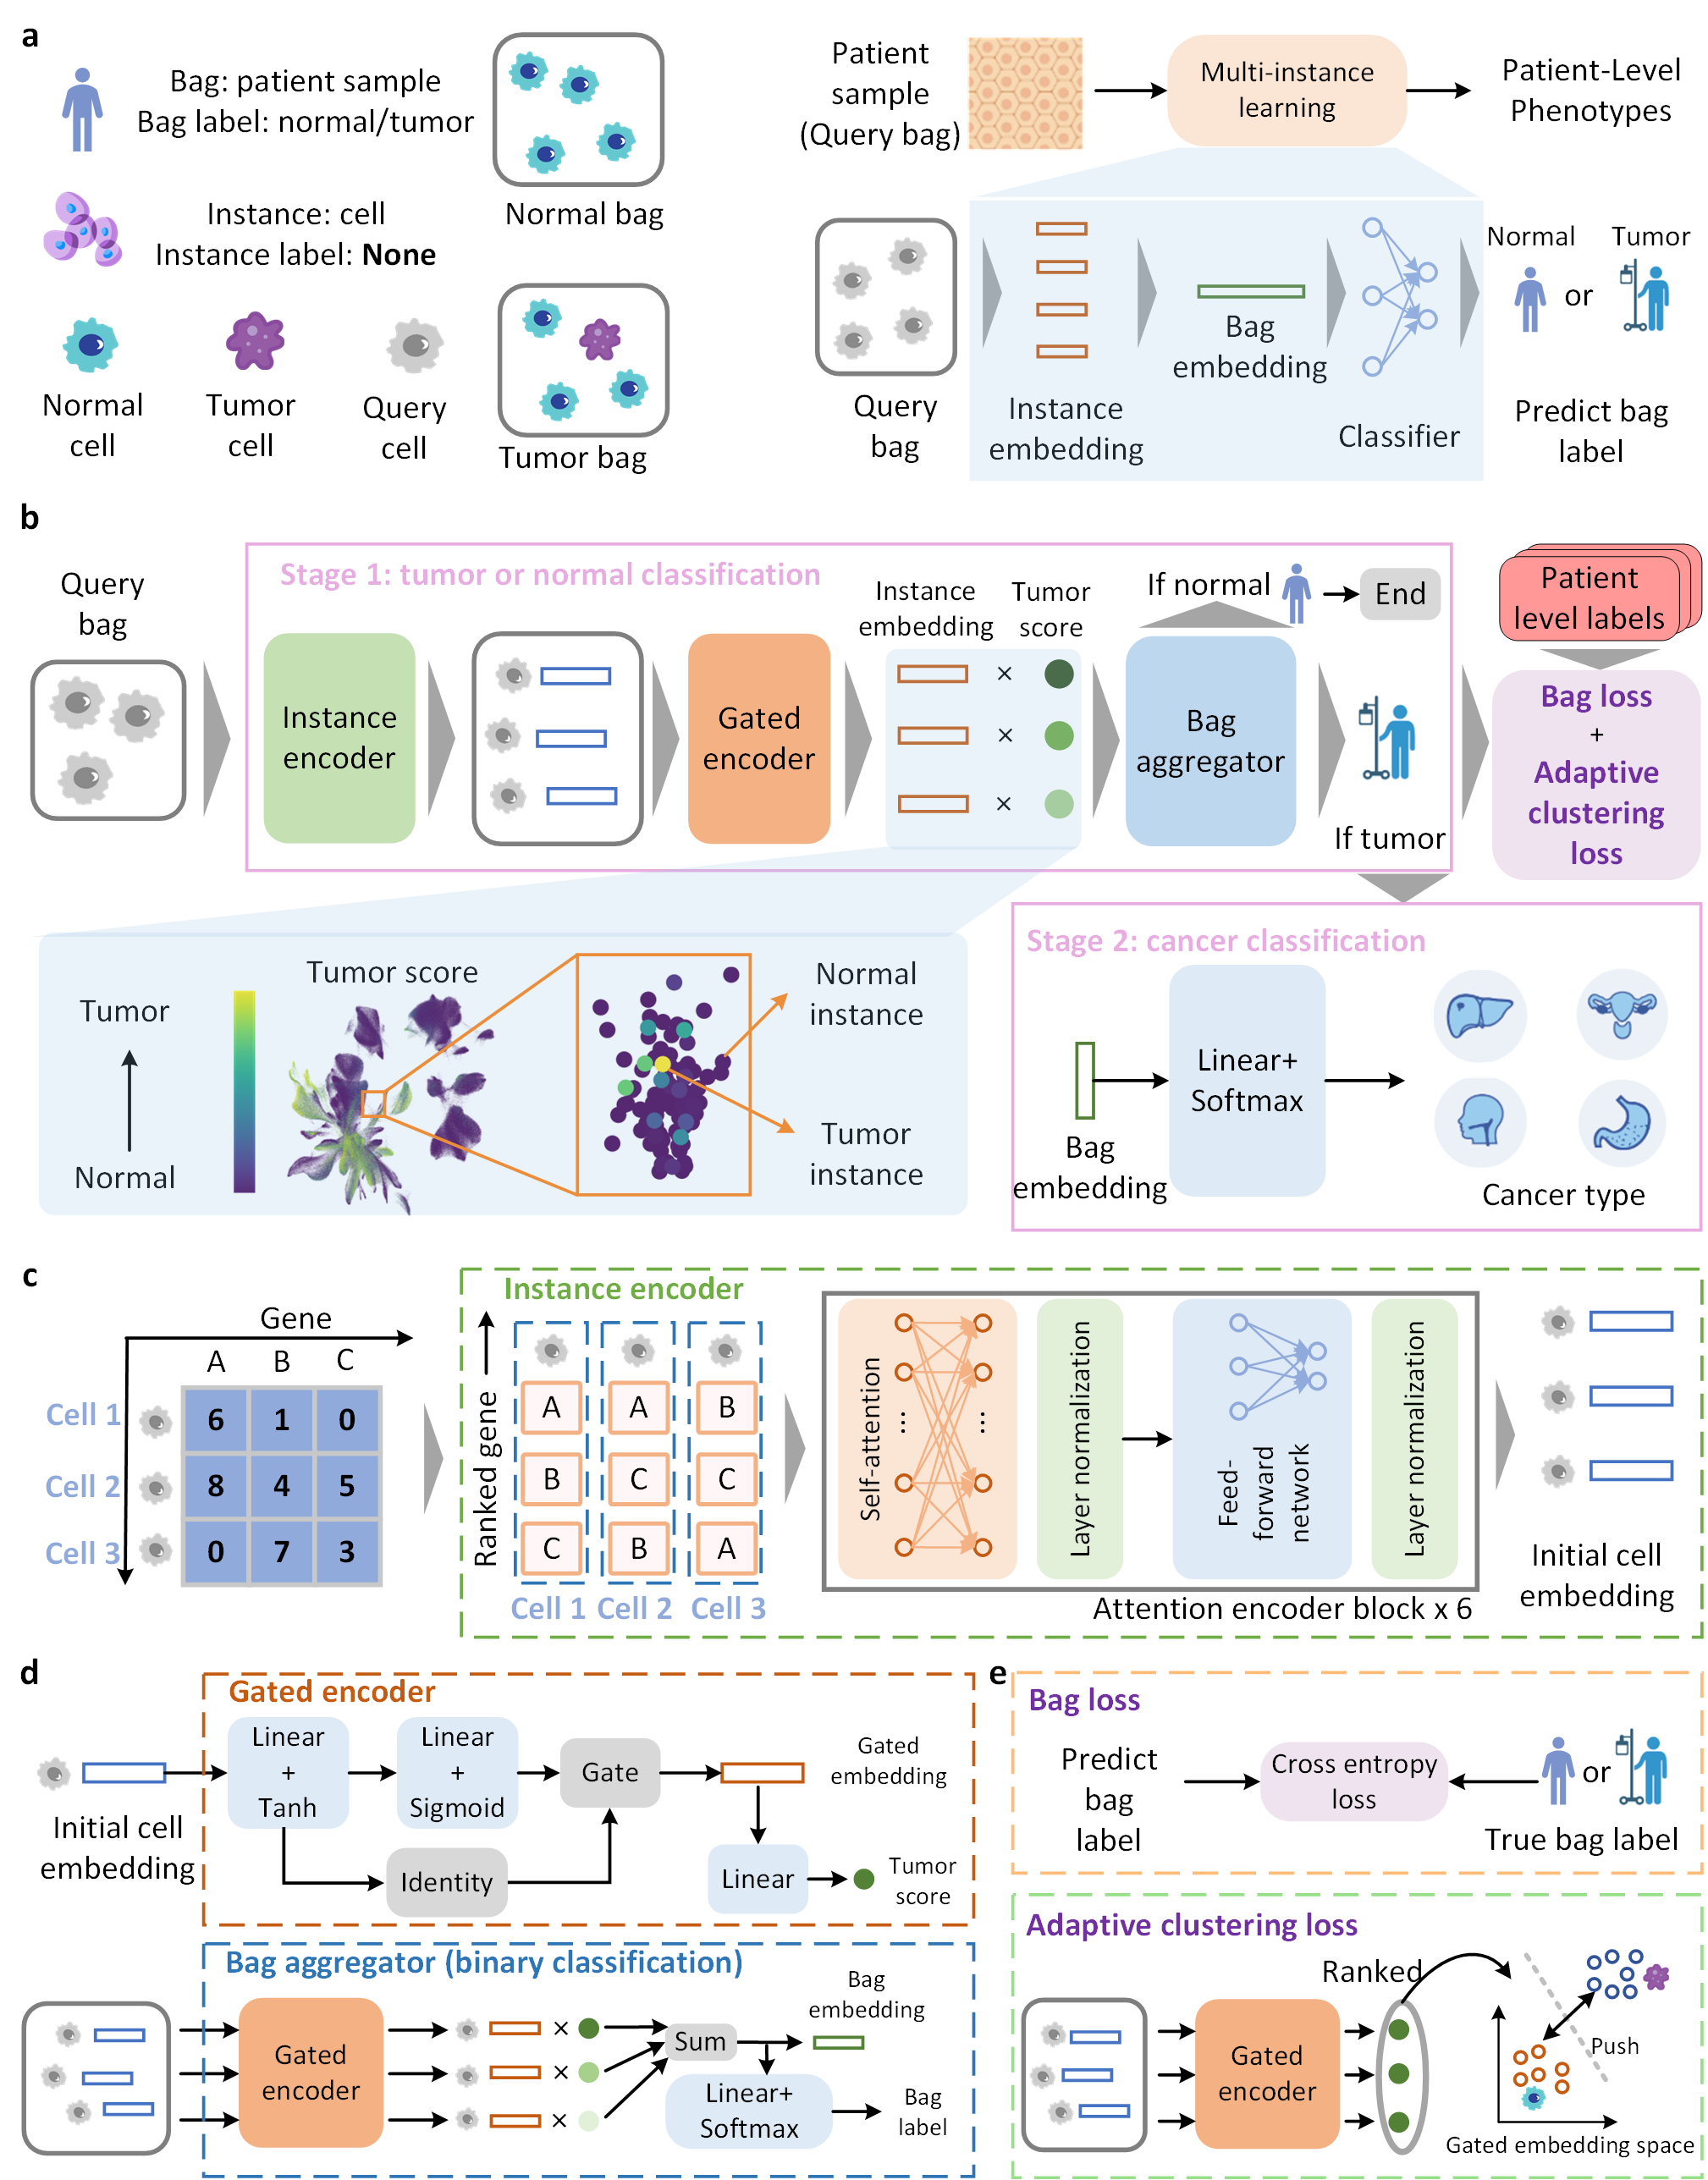 a
Bag: patient sample
Bag label: normal/tumor
Instance: cell
Instance label: None
Normal
cell
Tumor
cell
Query
cell
Normal bag
Tumor bag
Patient
sample
(Query bag)
Multi-instance
learning
Patient-Level
Phenotypes
Query
bag
Instance
embedding
Bag
embedding
Classifier
Normal
or
Tumor
Predict bag
label
b
Query
bag
Stage 1: tumor or normal classification
Instance
encoder
Gated
encoder
Instance
embedding
Tumor
score
×
×
×
Bag
aggregator
If normal
End
If tumor
Patient
level labels
Bag loss
+
Adaptive
clustering
loss
Tumor
Normal
Tumor score
Normal
instance
Tumor
instance
Stage 2: cancer classification
Bag
embedding
Linear+
Softmax
Cancer type
c
Gene
A B C
Cell 1 6 1 0
Cell 2 8 4 5
Cell 3 0 7 3
Instance encoder
Ranked gene
A A B
B C C
C B A
Cell 1 Cell 2 Cell 3
Self-attention
... ...
Layer normalization
Feed-
forward
network
Layer normalization
Attention encoder block x 6
Initial cell
embedding
d
Gated encoder
Initial cell
embedding
Linear
+
Tanh
Linear
+
Sigmoid
Gate
Identity
Gated
embedding
Linear
Tumor
score
Bag aggregator (binary classification)
Gated
encoder
×
×
×
Sum
Bag
embedding
Linear+
Softmax
Bag
label
e
Bag loss
Predict
bag
label
Cross entropy
loss
or
True bag label
Adaptive clustering loss
Gated
encoder
Ranked
Push
Gated embedding space